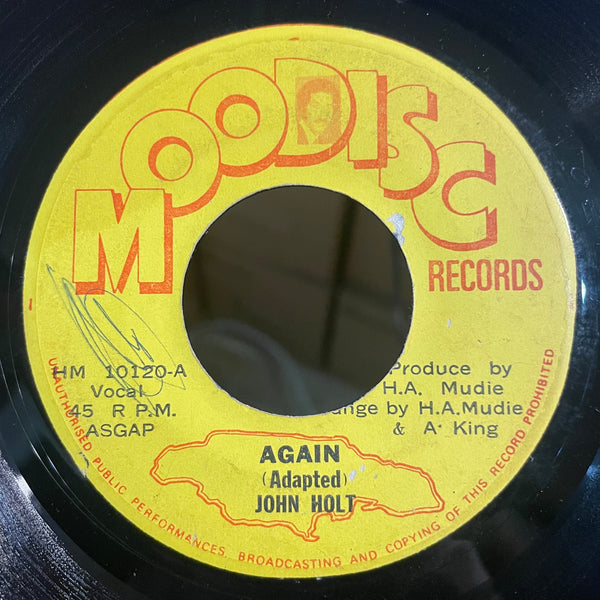 MOODISC
RECORDS
HM 10120-A
Vocal
45 R P.M.
ASGAP
Produce by
H.A. Mudie
ange by H.A.Mudie
& A. King
AGAIN
(Adapted)
JOHN HOLT
UNAUTHORISED PUBLIC PERFORMANCES, BROADCASTING AND COPYING OF THIS RECORD PROHIBITED